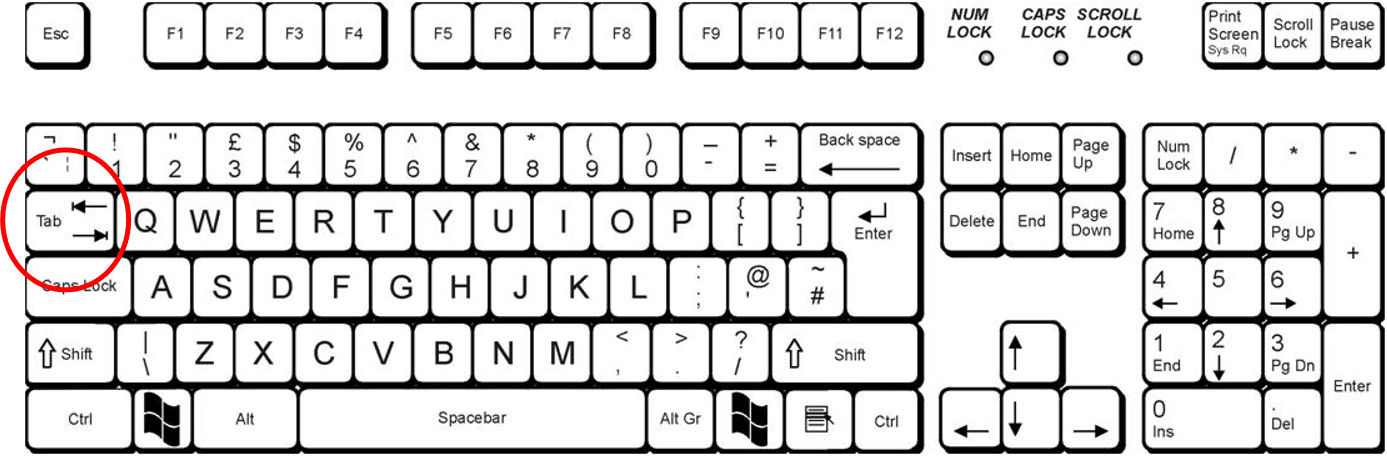 Esc F1 F2 F3 F4 F5 F6 F7 F8 F9 F10 F11 F12
NUM LOCK CAPS LOCK SCROLL LOCK
Print Screen Sys Rq Scroll Lock Pause Break
¬ ` ¦ ! 1 " 2 £ 3 $ 4 % 5 ^ 6 & 7 * 8 ( 9 ) 0 _ - + = Back space
Insert Home Page Up
Num Lock / * -
Tab Q W E R T Y U I O P { [ } ] Enter
Delete End Page Down
7 Home 8 ↑ 9 Pg Up +
Caps Lock A S D F G H J K L : ; @ ' ~ #
4 ← 5 6 →
Shift | \ Z X C V B N M < , > . ? / Shift
↑
1 End 2 ↓ 3 Pg Dn Enter
Ctrl Alt Spacebar Alt Gr Ctrl
← ↓ →
0 Ins . Del